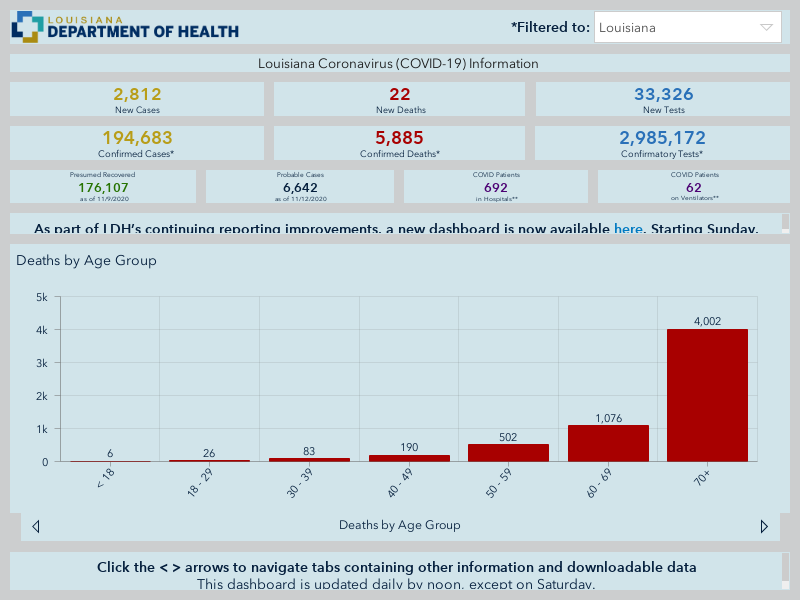 LOUISIANA
DEPARTMENT OF HEALTH
*Filtered to:
Louisiana
Louisiana Coronavirus (COVID-19) Information
2,812
New Cases
22
New Deaths
33,326
New Tests
194,683
Confirmed Cases*
5,885
Confirmed Deaths*
2,985,172
Confirmatory Tests*
Presumed Recovered
176,107
as of 11/9/2020
Probable Cases
6,642
as of 11/12/2020
COVID Patients
692
in Hospitals**
COVID Patients
62
on Ventilators**
As part of LDH's continuing reporting improvements, a new dashboard is now available here. Starting Sunday,
Deaths by Age Group
5k
4k
3k
2k
1k
0
6
26
83
190
502
1,076
4,002
< 18
18 - 29
30 - 39
40 - 49
50 - 59
60 - 69
70+
Deaths by Age Group
Click the < > arrows to navigate tabs containing other information and downloadable data
This dashboard is updated daily by noon, except on Saturday.